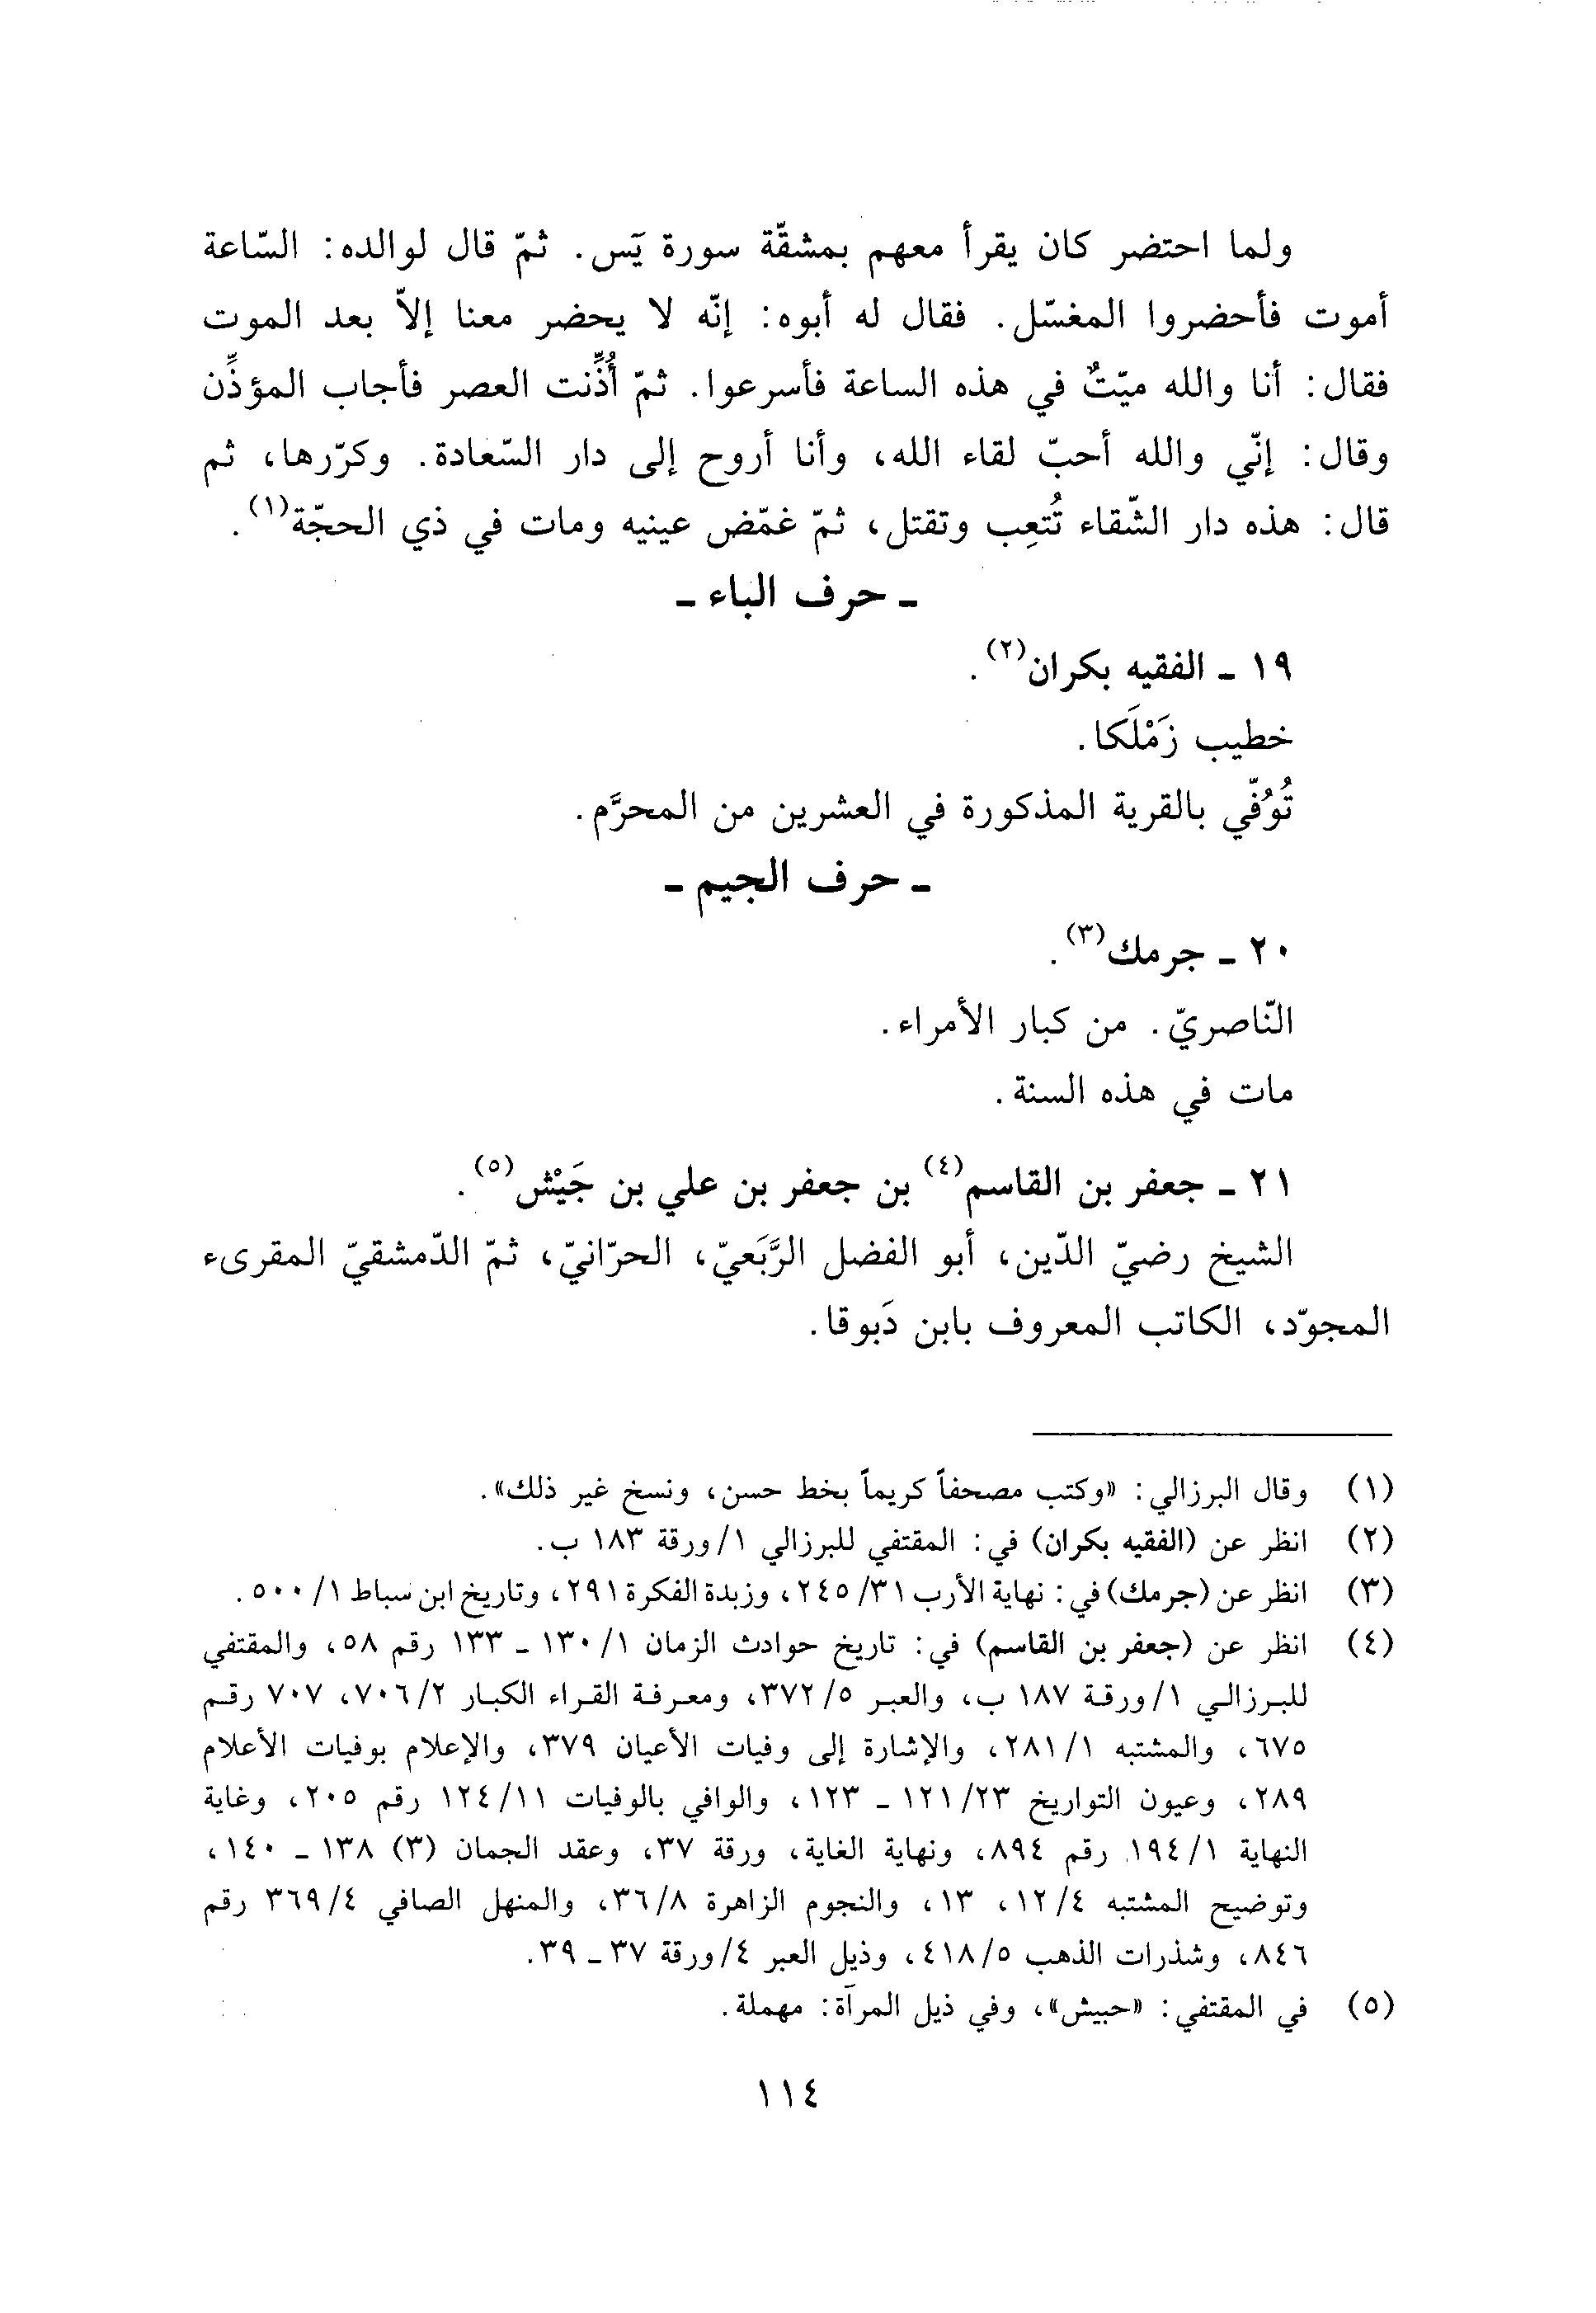 ولما احتضر كان يقرأ معهم بمشقّة سورة يَس. ثمّ قال لوالده: السّاعة
أموت فأحضروا المغسّل. فقال له أبوه: إنّه لا يحضر معنا إلاّ بعد الموت
فقال: أنا والله ميّتٌ في هذه الساعة فأسرعوا. ثمّ أُذِّنت العصر فأجاب المؤذِّن
وقال: إنّي والله أحبّ لقاء الله، وأنا أروح إلى دار السّعادة. وكرّرها، ثم
قال: هذه دار الشّقاء تُتعِب وتقتل، ثمّ غمّض عينيه ومات في ذي الحجّة(١).
ـ حرف الباء ـ
١٩ ـ الفقيه بكران(٢).
خطيب زَمْلَكا.
تُوُفّي بالقرية المذكورة في العشرين من المحرَّم.
ـ حرف الجيم ـ
٢٠ ـ جرمك(٣).
النّاصريّ. من كبار الأمراء.
مات في هذه السنة.
٢١ ـ جعفر بن القاسم(٤) بن جعفر بن علي بن جَيْش(٥).
الشيخ رضيّ الدّين، أبو الفضل الرَّبَعيّ، الحرّانيّ، ثمّ الدّمشقيّ المقرىء
المجوّد، الكاتب المعروف بابن دَبوقا.
(١) وقال البرزالي: «وكتب مصحفاً كريماً بخط حسن، ونسخ غير ذلك».
(٢) انظر عن (الفقيه بكران) في: المقتفي للبرزالي ١/ورقة ١٨٣ ب.
(٣) انظر عن (جرمك) في: نهاية الأرب ٣١/ ٢٤٥، وزبدة الفكرة ٢٩١، وتاريخ ابن سباط ١/ ٥٠٠.
(٤) انظر عن (جعفر بن القاسم) في: تاريخ حوادث الزمان ١/ ١٣٠ ـ ١٣٣ رقم ٥٨، والمقتفي
للبرزالي ١/ورقة ١٨٧ ب، والعبر ٥/ ٣٧٢، ومعرفة القراء الكبار ٢/ ٧٠٦، ٧٠٧ رقم
٦٧٥، والمشتبه ١/ ٢٨١، والإشارة إلى وفيات الأعيان ٣٧٩، والإعلام بوفيات الأعلام
٢٨٩، وعيون التواريخ ٢٣/ ١٢١ ـ ١٢٣، والوافي بالوفيات ١١/ ١٢٤ رقم ٢٠٥، وغاية
النهاية ١/ ١٩٤ رقم ٨٩٤، ونهاية الغاية، ورقة ٣٧، وعقد الجمان (٣) ١٣٨ ـ ١٤٠،
وتوضيح المشتبه ٤/ ١٢، ١٣، والنجوم الزاهرة ٨/ ٣٦، والمنهل الصافي ٤/ ٣٦٩ رقم
٨٤٦، وشذرات الذهب ٥/ ٤١٨، وذيل العبر ٤/ورقة ٣٧ ـ ٣٩.
(٥) في المقتفي: «حبيش»، وفي ذيل المرآة: مهملة.
١١٤